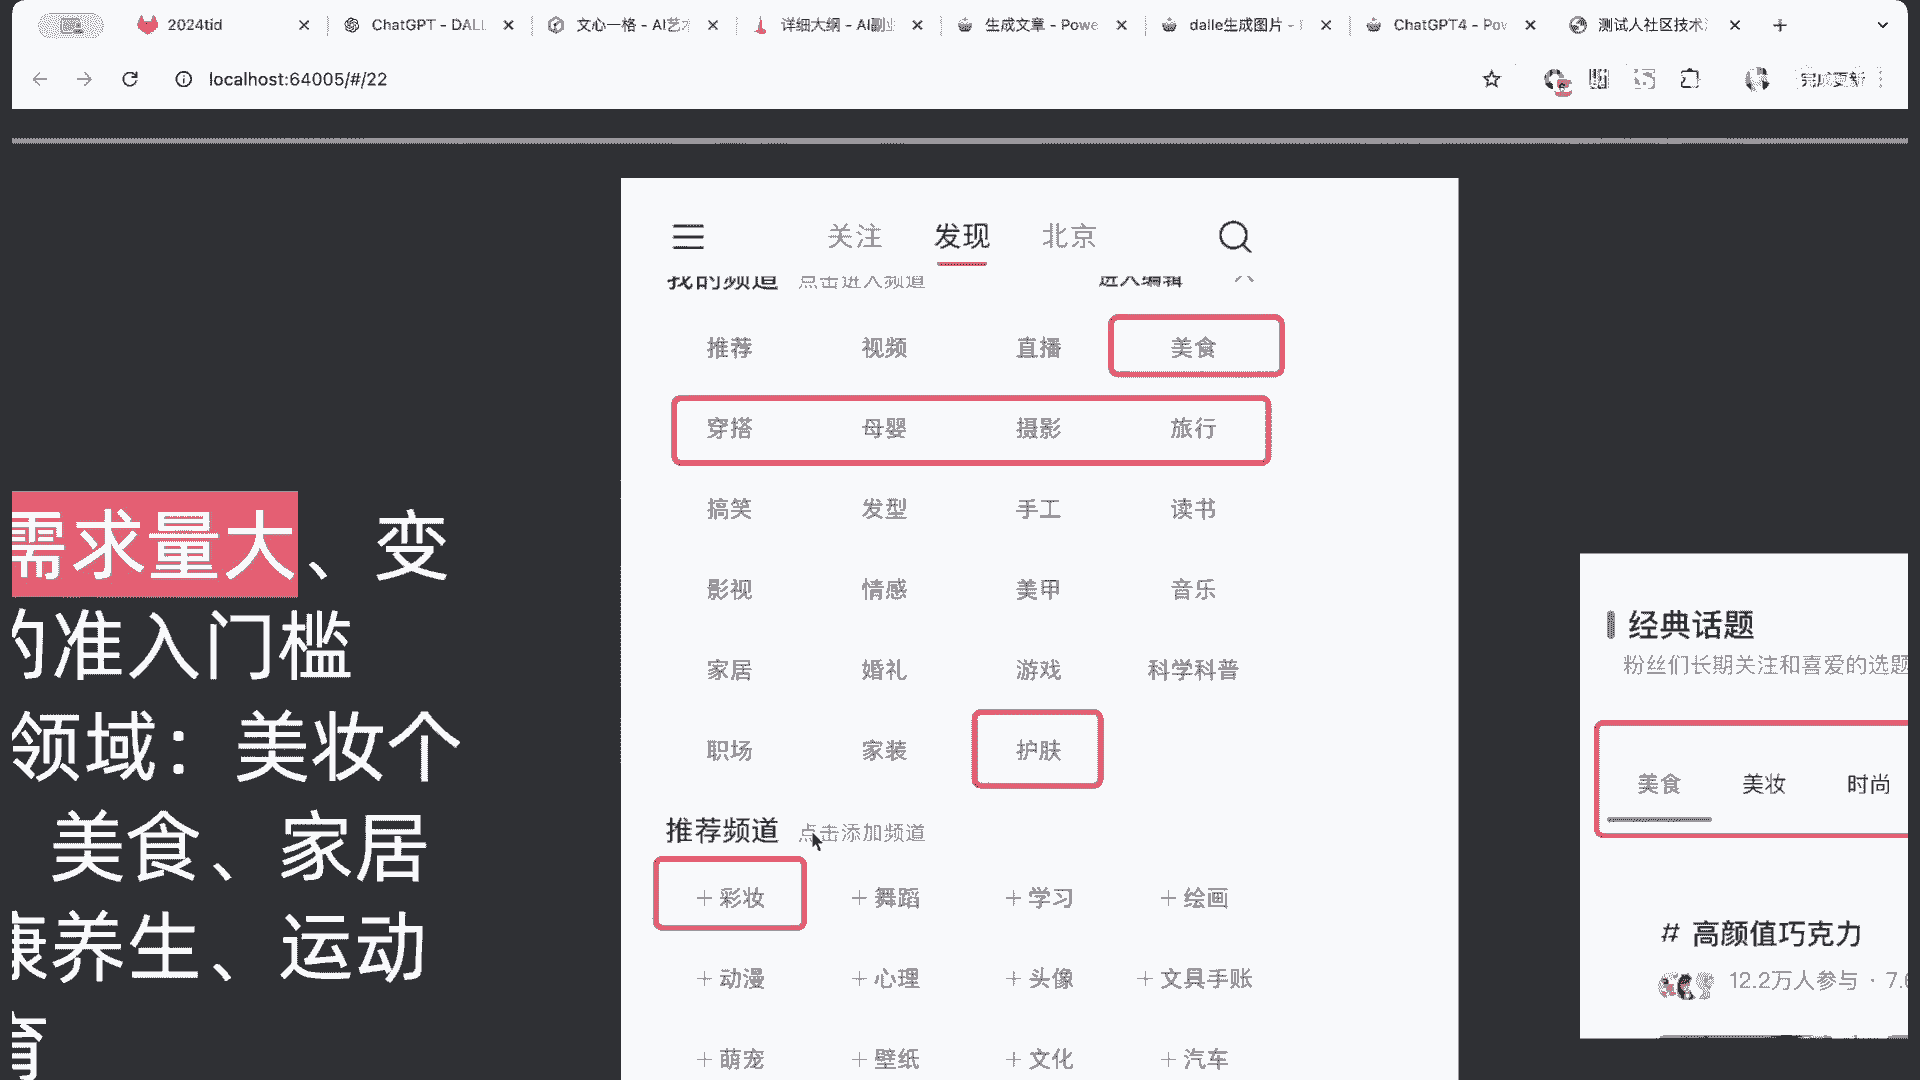 2024tid
ChatGPT - DALL
文心一格 - AI艺
详细大纲 - AI副业
生成文章 - Powe
dalle生成图片 -
ChatGPT4 - Pow
测试人社区技术
localhost:64005/#/22
完成更新
需求量大、变
的准入门槛
领域：美妆个
美食、家居
康养生、运动
育
关注 发现 北京
我的频道 点击进入频道 进入编辑
推荐 视频 直播 美食
穿搭 母婴 摄影 旅行
搞笑 发型 手工 读书
影视 情感 美甲 音乐
家居 婚礼 游戏 科学科普
职场 家装 护肤
推荐频道 点击添加频道
+ 彩妆 + 舞蹈 + 学习 + 绘画
+ 动漫 + 心理 + 头像 + 文具手账
+ 萌宠 + 壁纸 + 文化 + 汽车
经典话题
粉丝们长期关注和喜爱的选题
美食 美妆 时尚
# 高颜值巧克力
12.2万人参与 · 7.6